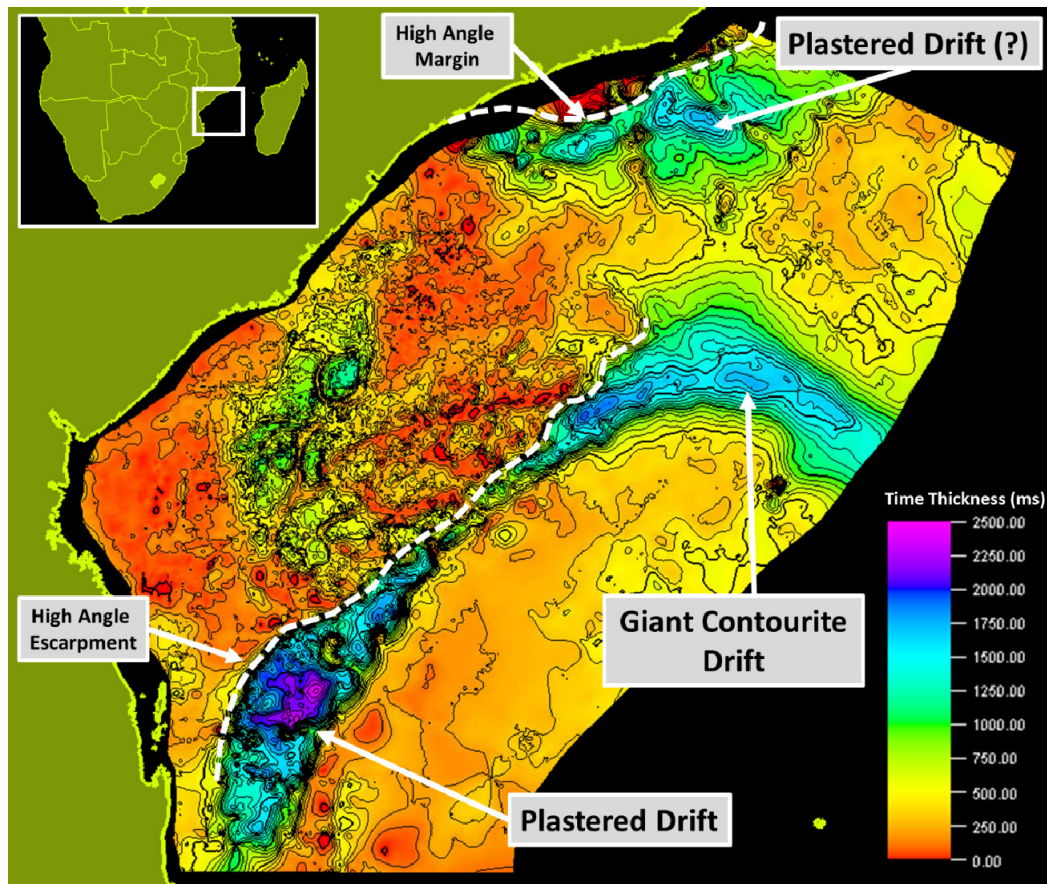 High Angle
Margin
Plastered Drift (?)
High Angle
Escarpment
Giant Contourite
Drift
Plastered Drift
Time Thickness (ms)
2500.00
2250.00
2000.00
1750.00
1500.00
1250.00
1000.00
750.00
500.00
250.00
0.00